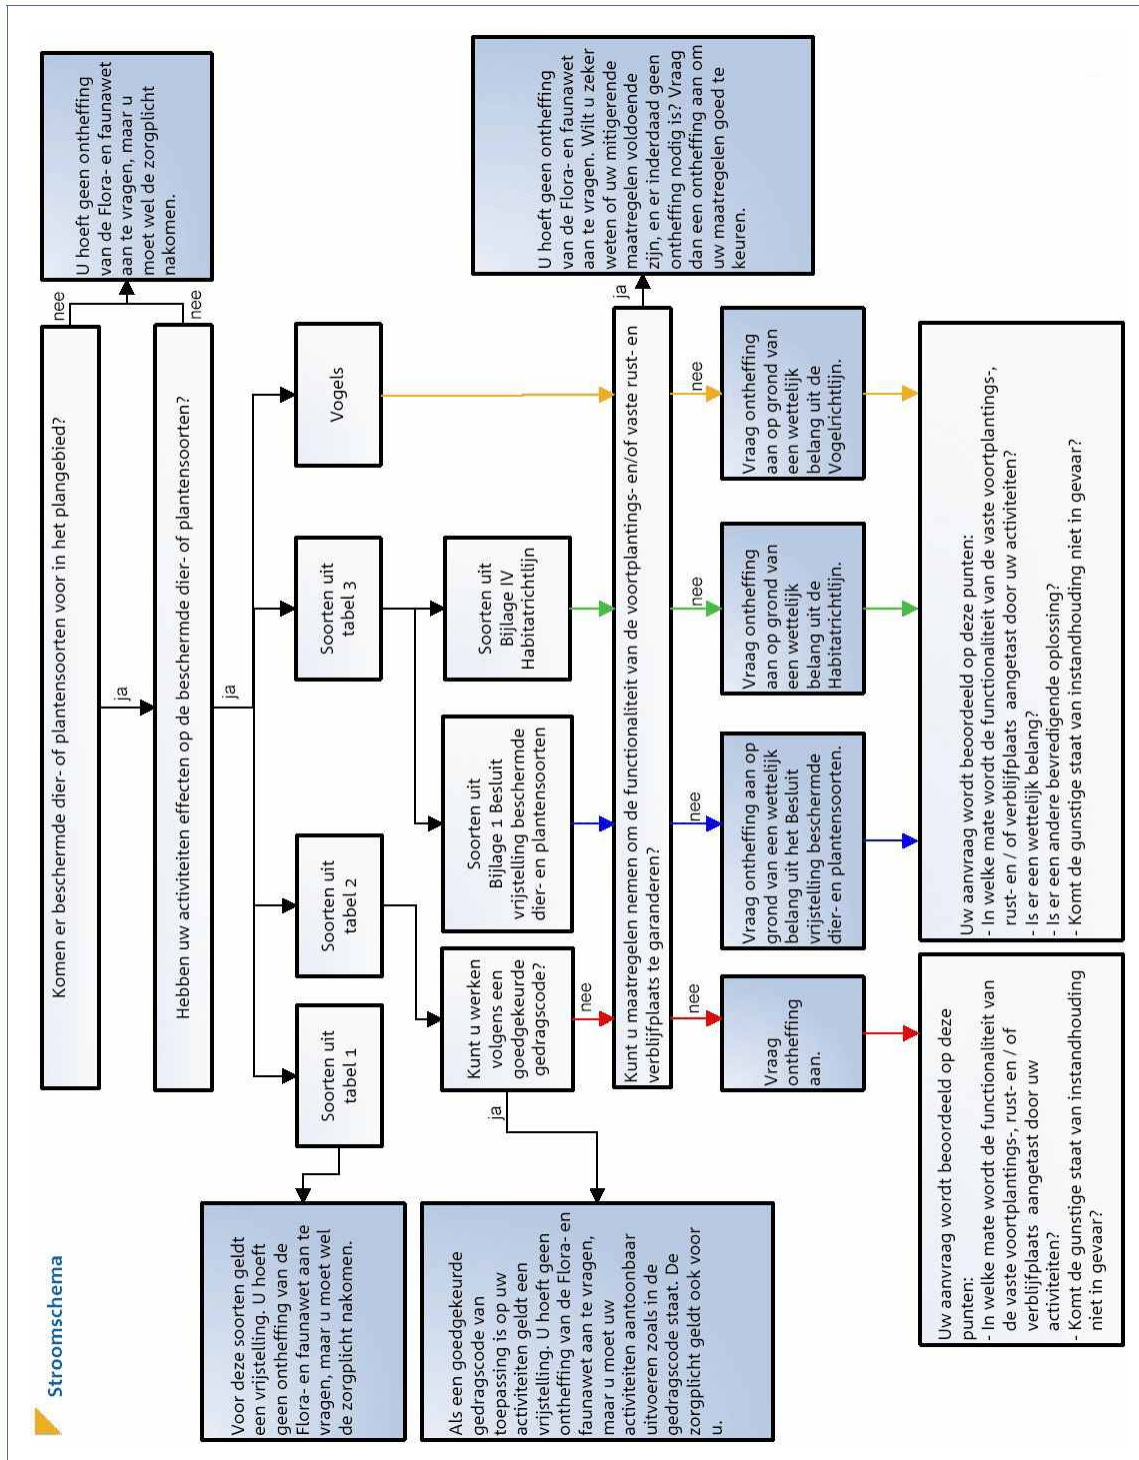 Stroomschema
Komen er beschermde dier- of plantensoorten voor in het plangebied?
nee
ja
Hebben uw activiteiten effecten op de beschermde dier- of plantensoorten?
nee
U hoeft geen ontheffing
van de Flora- en faunawet
aan te vragen, maar u
moet wel de zorgplicht
nakomen.
ja
Voor deze soorten geldt
een vrijstelling. U hoeft
geen ontheffing van de
Flora- en faunawet aan te
vragen, maar u moet wel
de zorgplicht nakomen.
Soorten uit
tabel 1
Soorten uit
tabel 2
Soorten uit
tabel 3
Vogels
Als een goedgekeurde
gedragscode van
toepassing is op uw
activiteiten geldt een
vrijstelling. U hoeft geen
ontheffing van de Flora- en
faunawet aan te vragen,
maar u moet uw
activiteiten aantoonbaar
uitvoeren zoals in de
gedragscode staat. De
zorgplicht geldt ook voor
u.
ja
Kunt u werken
volgens een
goedgekeurde
gedragscode?
nee
Soorten uit
Bijlage 1 Besluit
vrijstelling beschermde
dier- en plantensoorten
Soorten uit
Bijlage IV
Habitatrichtlijn
Kunt u maatregelen nemen om de functionaliteit van de voortplantings- en/of vaste rust- en
verblijfplaats te garanderen?
ja
U hoeft geen ontheffing
van de Flora- en faunawet
aan te vragen. Wilt u zeker
weten of uw mitigerende
maatregelen voldoende
zijn, en er inderdaad geen
ontheffing nodig is? Vraag
dan een ontheffing aan om
uw maatregelen goed te
keuren.
nee
nee
nee
nee
Vraag
ontheffing
aan.
Vraag ontheffing aan op
grond van een wettelijk
belang uit het Besluit
vrijstelling beschermde
dier- en plantensoorten.
Vraag ontheffing
aan op grond van
een wettelijk
belang uit de
Habitatrichtlijn.
Vraag ontheffing
aan op grond van
een wettelijk
belang uit de
Vogelrichtlijn.
Uw aanvraag wordt beoordeeld op deze
punten:
- In welke mate wordt de functionaliteit van
de vaste voortplantings-, rust- en / of
verblijfplaats aangetast door uw
activiteiten?
- Komt de gunstige staat van instandhouding
niet in gevaar?
Uw aanvraag wordt beoordeeld op deze punten:
- In welke mate wordt de functionaliteit van de vaste voortplantings-,
rust- en / of verblijfplaats aangetast door uw activiteiten?
- Is er een wettelijk belang?
- Is er een andere bevredigende oplossing?
- Komt de gunstige staat van instandhouding niet in gevaar?